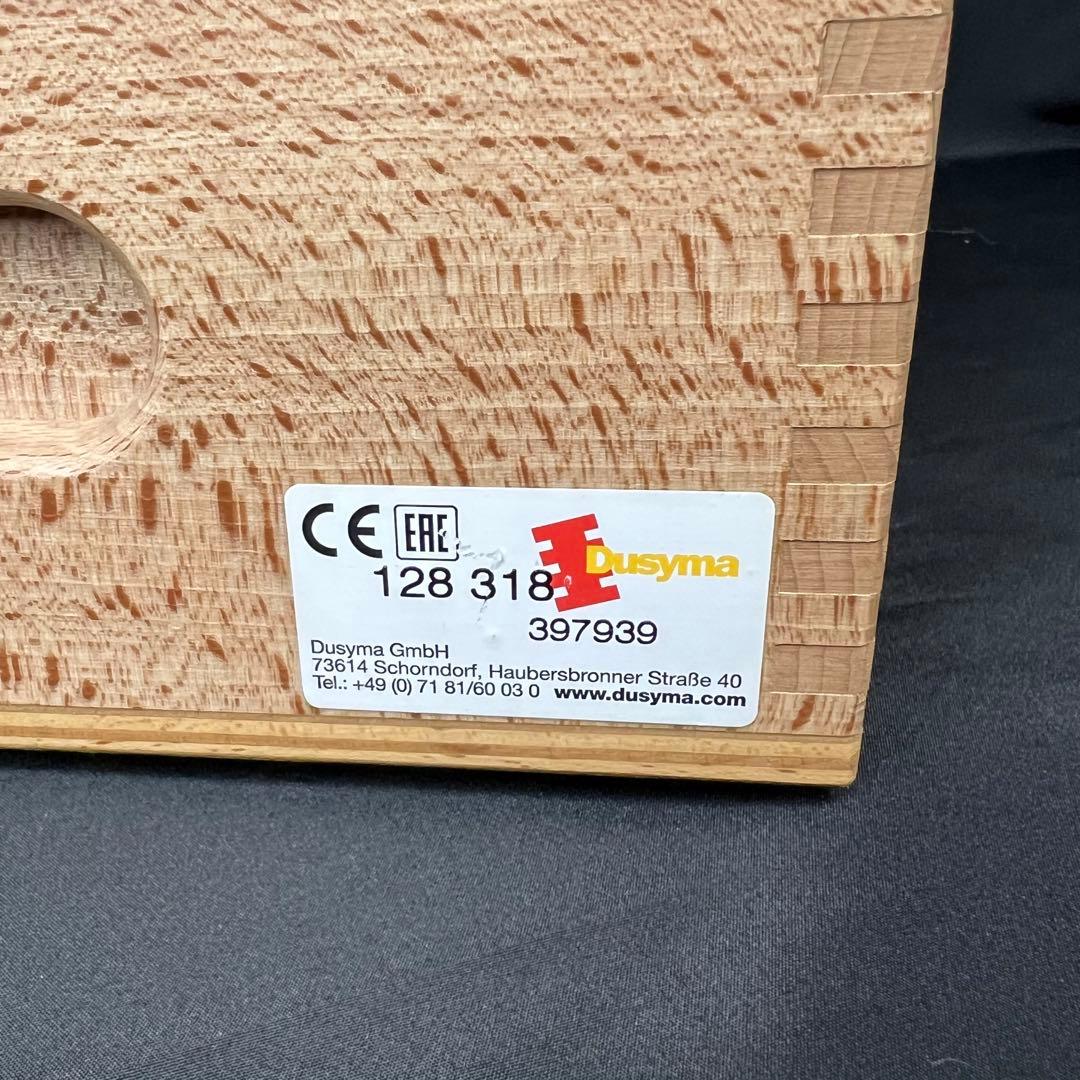 CE EAC
Dusyma
128 318
397939
Dusyma GmbH
73614 Schorndorf, Haubersbronner Straße 40
Tel.: +49 (0) 71 81/60 03 0 www.dusyma.com